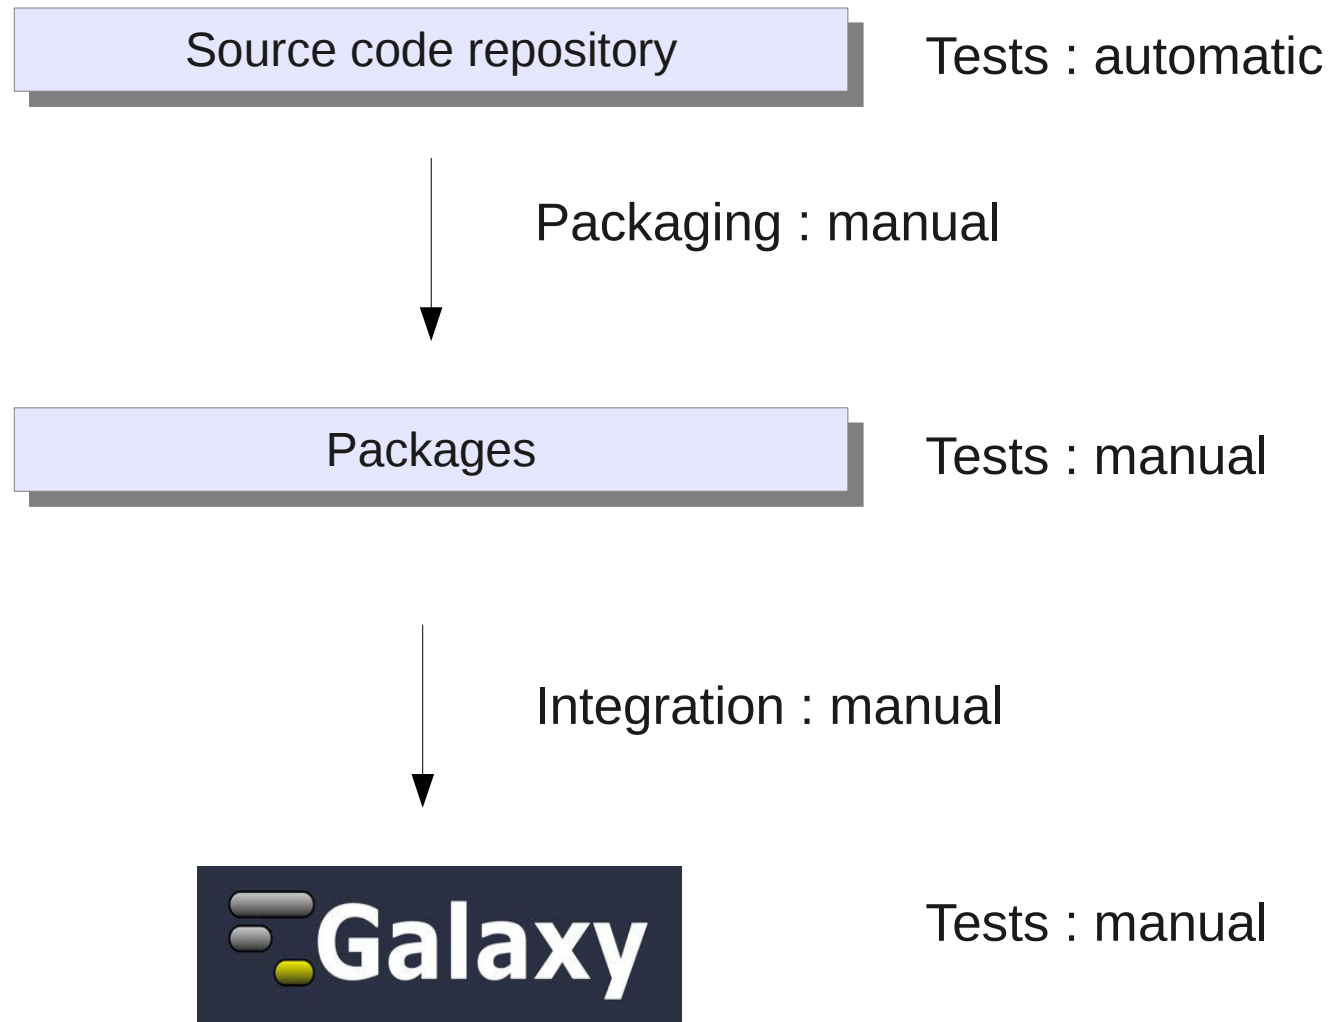 Source code repository
Tests : automatic
Packaging : manual
Packages
Tests : manual
Integration : manual
Galaxy
Tests : manual